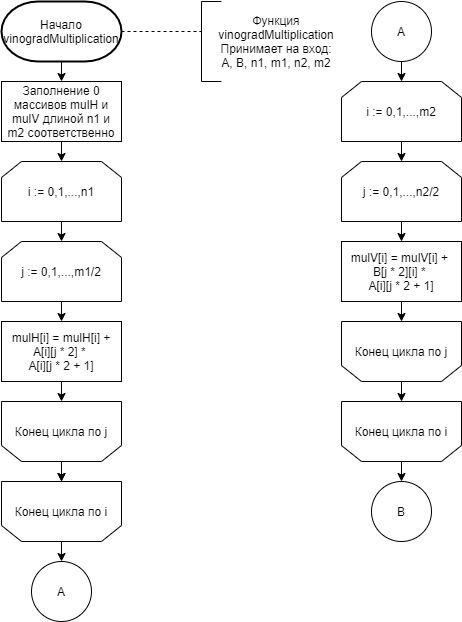 Начало
vinogradMultiplication
Функция
vinogradMultiplication
Принимает на вход:
A, B, n1, m1, n2, m2
Заполнение 0
массивов mulH и
mulV длиной n1 и
m2 соответственно
i := 0,1,...,n1
j := 0,1,...,m1/2
mulH[i] = mulH[i] +
A[i][j * 2] *
A[i][j * 2 + 1]
Конец цикла по j
Конец цикла по i
A
A
i := 0,1,...,m2
j := 0,1,...,n2/2
mulV[i] = mulV[i] +
B[j * 2][i] *
A[i][j * 2 + 1]
Конец цикла по j
Конец цикла по i
B